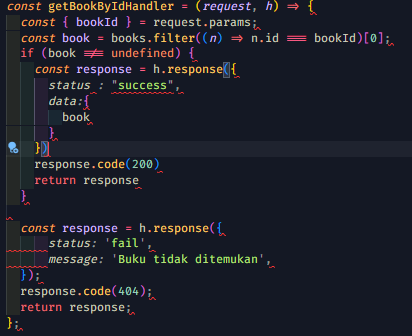 const getBookByIdHandler = (request, h) => {
  const { bookId } = request.params;
  const book = books.filter((n) => n.id === bookId)[0];
  if (book !== undefined) {
    const response = h.response({
      status : "success",
      data:{
        book
      }
    })
    response.code(200)
    return response
  }

  const response = h.response({
      status: 'fail',
      message: 'Buku tidak ditemukan',
  });
  response.code(404);
  return response;
};